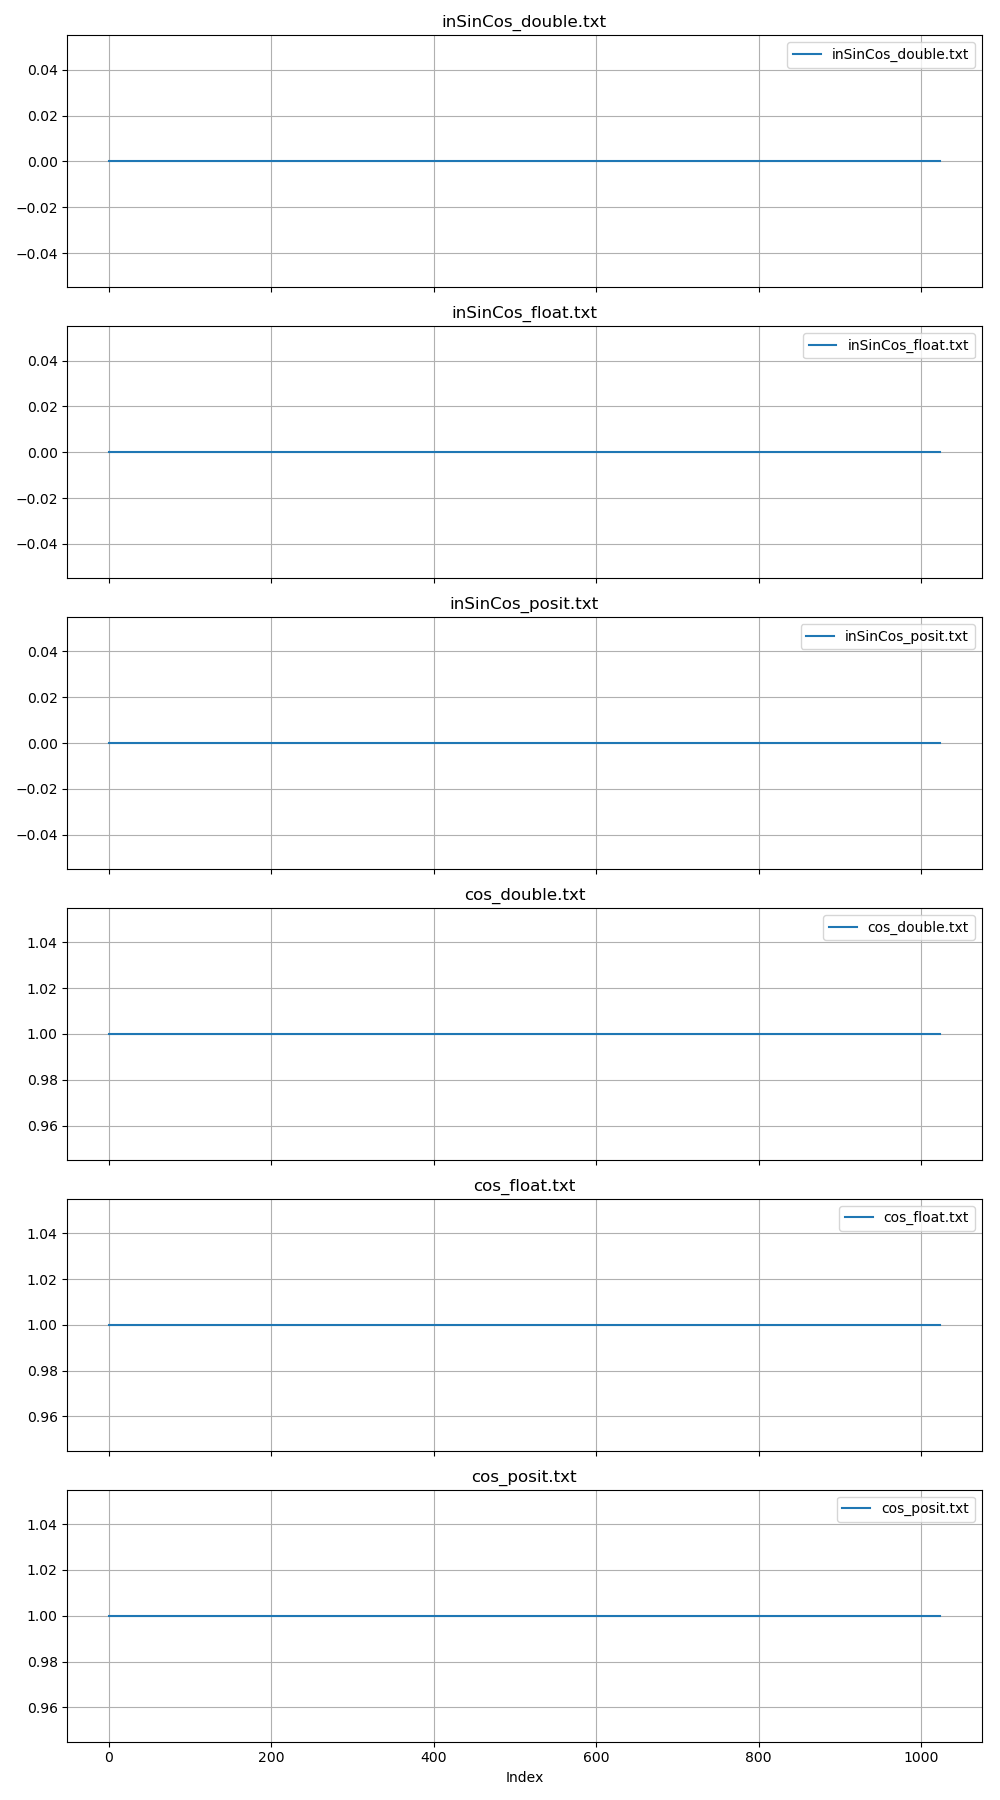 inSinCos_double.txt
inSinCos_double.txt
0.04
0.02
0.00
−0.02
−0.04
inSinCos_float.txt
inSinCos_float.txt
0.04
0.02
0.00
−0.02
−0.04
inSinCos_posit.txt
inSinCos_posit.txt
0.04
0.02
0.00
−0.02
−0.04
cos_double.txt
cos_double.txt
1.04
1.02
1.00
0.98
0.96
cos_float.txt
cos_float.txt
1.04
1.02
1.00
0.98
0.96
cos_posit.txt
cos_posit.txt
1.04
1.02
1.00
0.98
0.96
0 200 400 600 800 1000
Index